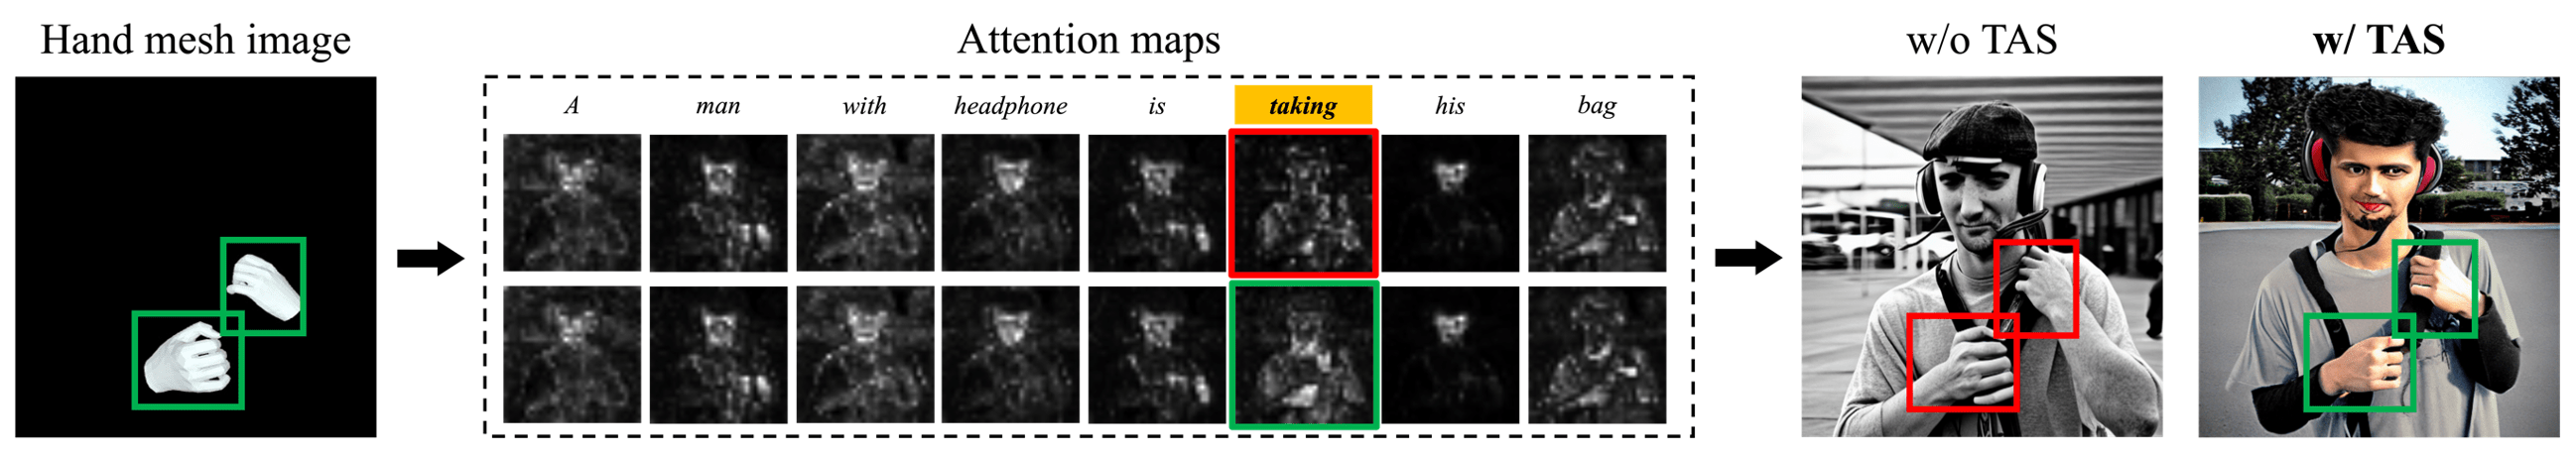 Hand mesh image
Attention maps
w/o TAS
w/ TAS
A man with headphone is taking his bag